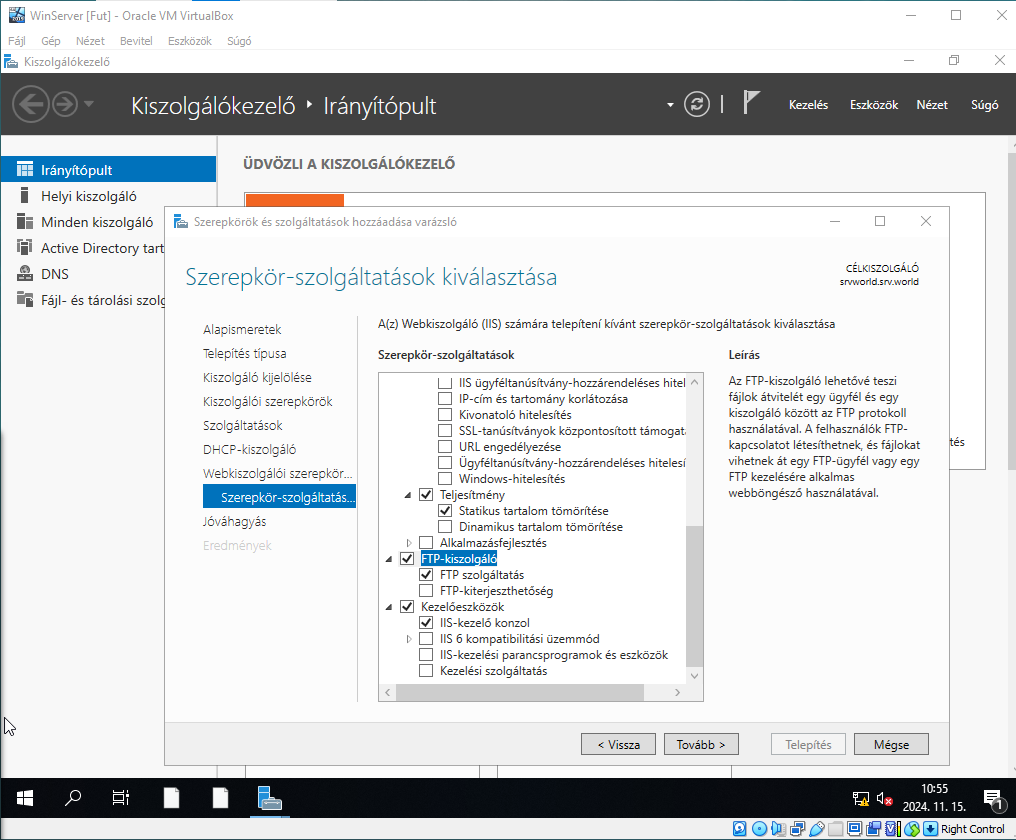 WinServer [Fut] - Oracle VM VirtualBox
Fájl Gép Nézet Bevitel Eszközök Súgó
Kiszolgálókezelő
Kiszolgálókezelő Irányítópult
Kezelés Eszközök Nézet Súgó
Irányítópult
Helyi kiszolgáló
Minden kiszolgáló
Active Directory tart
DNS
Fájl- és tárolási szolg
ÜDVÖZLI A KISZOLGÁLÓKEZELŐ
Szerepkörök és szolgáltatások hozzáadása varázsló
Szerepkör-szolgáltatások kiválasztása
CÉLKISZOLGÁLÓ
srvworld.srv.world
Alapismeretek
Telepítés típusa
Kiszolgáló kijelölése
Kiszolgálói szerepkörök
Szolgáltatások
DHCP-kiszolgáló
Webkiszolgálói szerepkör...
Szerepkör-szolgáltatás...
Jóváhagyás
Eredmények
A(z) Webkiszolgáló (IIS) számára telepítení kívánt szerepkör-szolgáltatások kiválasztása
Szerepkör-szolgáltatások
IIS ügyféltanúsítvány-hozzárendeléses hitel
IP-cím és tartomány korlátozása
Kivonatoló hitelesítés
SSL-tanúsítványok központosított támogat
URL engedélyezése
Ügyféltanúsítvány-hozzárendeléses hitelesí
Windows-hitelesítés
Teljesítmény
Statikus tartalom tömörítése
Dinamikus tartalom tömörítése
Alkalmazásfejlesztés
FTP-kiszolgáló
FTP szolgáltatás
FTP-kiterjeszthetőség
Kezelőeszközök
IIS-kezelő konzol
IIS 6 kompatibilitási üzemmód
IIS-kezelési parancsprogramok és eszközök
Kezelési szolgáltatás
Leírás
Az FTP-kiszolgáló lehetővé teszi
fájlok átvitelét egy ügyfél és egy
kiszolgáló között az FTP protokoll
használatával. A felhasználók FTP-
kapcsolatot létesíthetnek, és fájlokat
vihetnek át egy FTP-ügyfél vagy egy
FTP kezelésére alkalmas
webböngésző használatával.
tés
< Vissza Tovább > Telepítés Mégse
10:55
2024. 11. 15.
1
Right Control